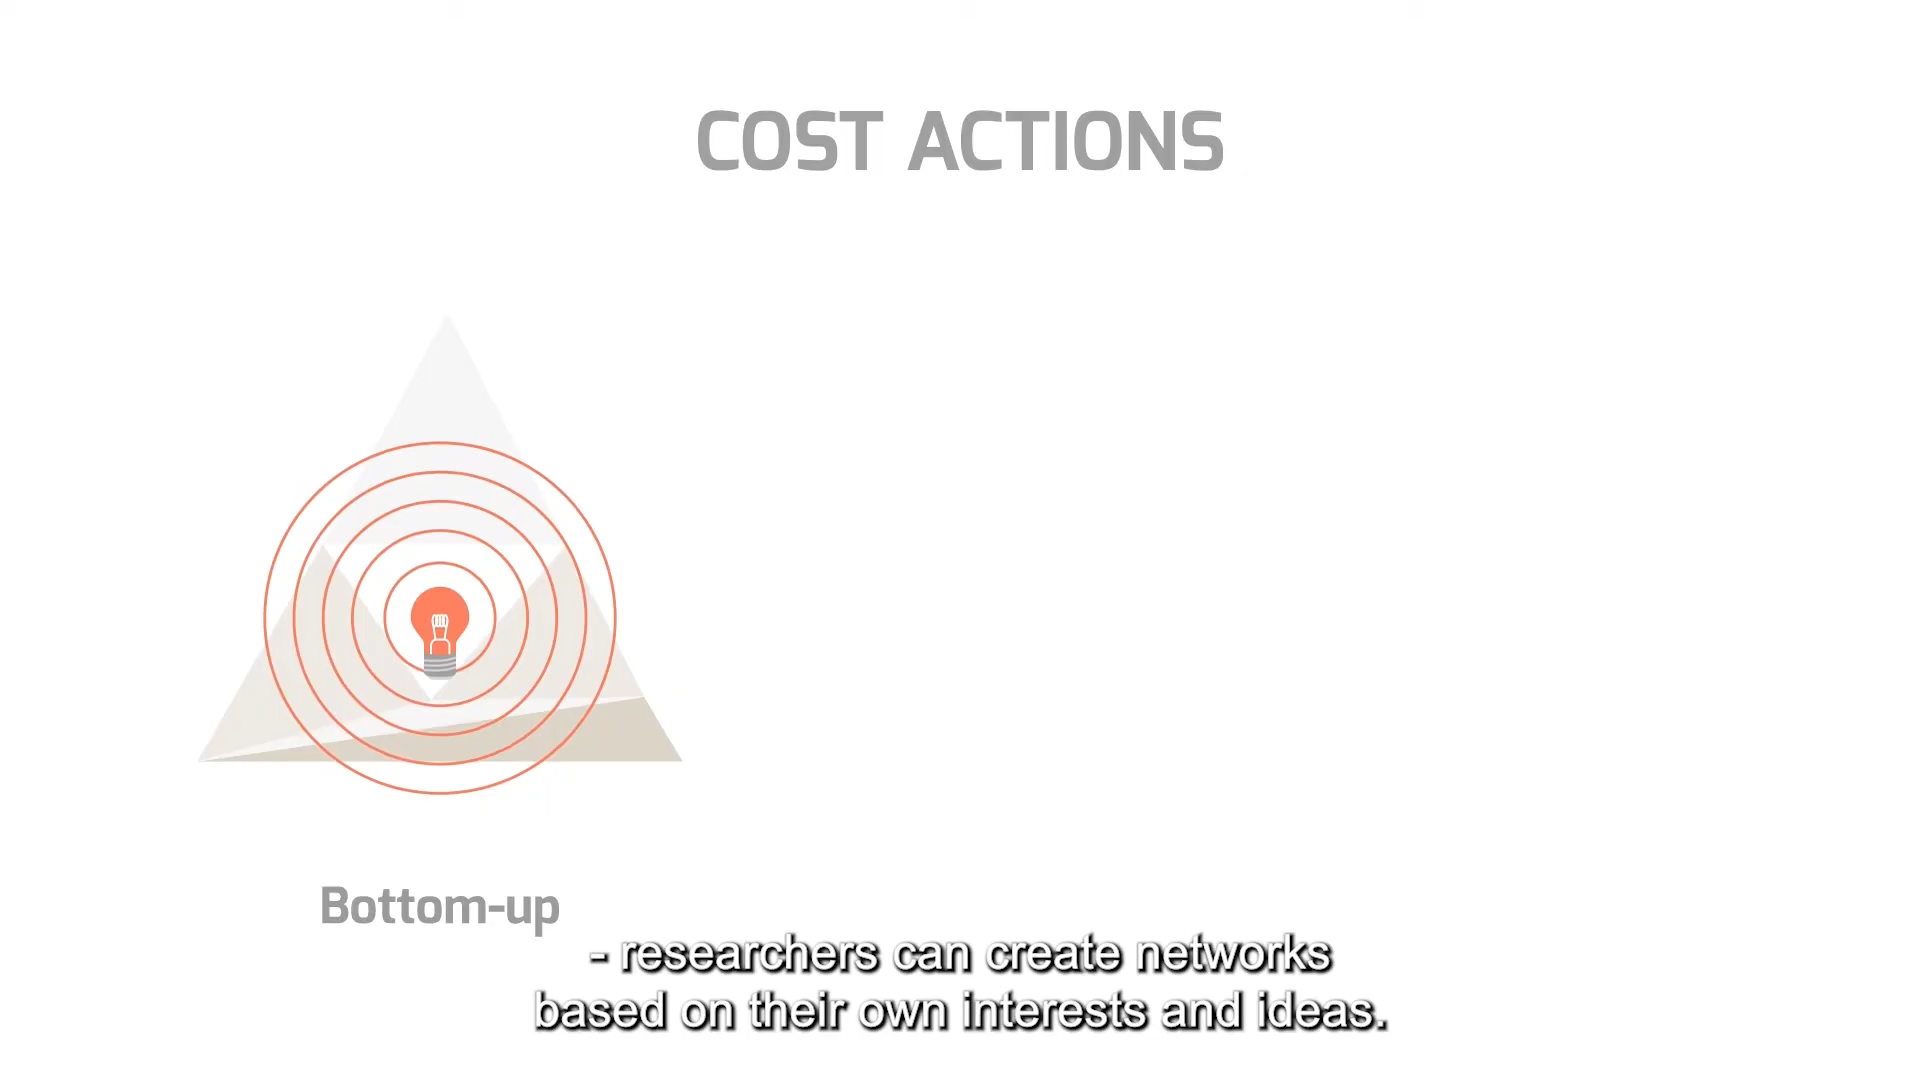 COST ACTIONS
Bottom-up
- researchers can create networks
based on their own interests and ideas.